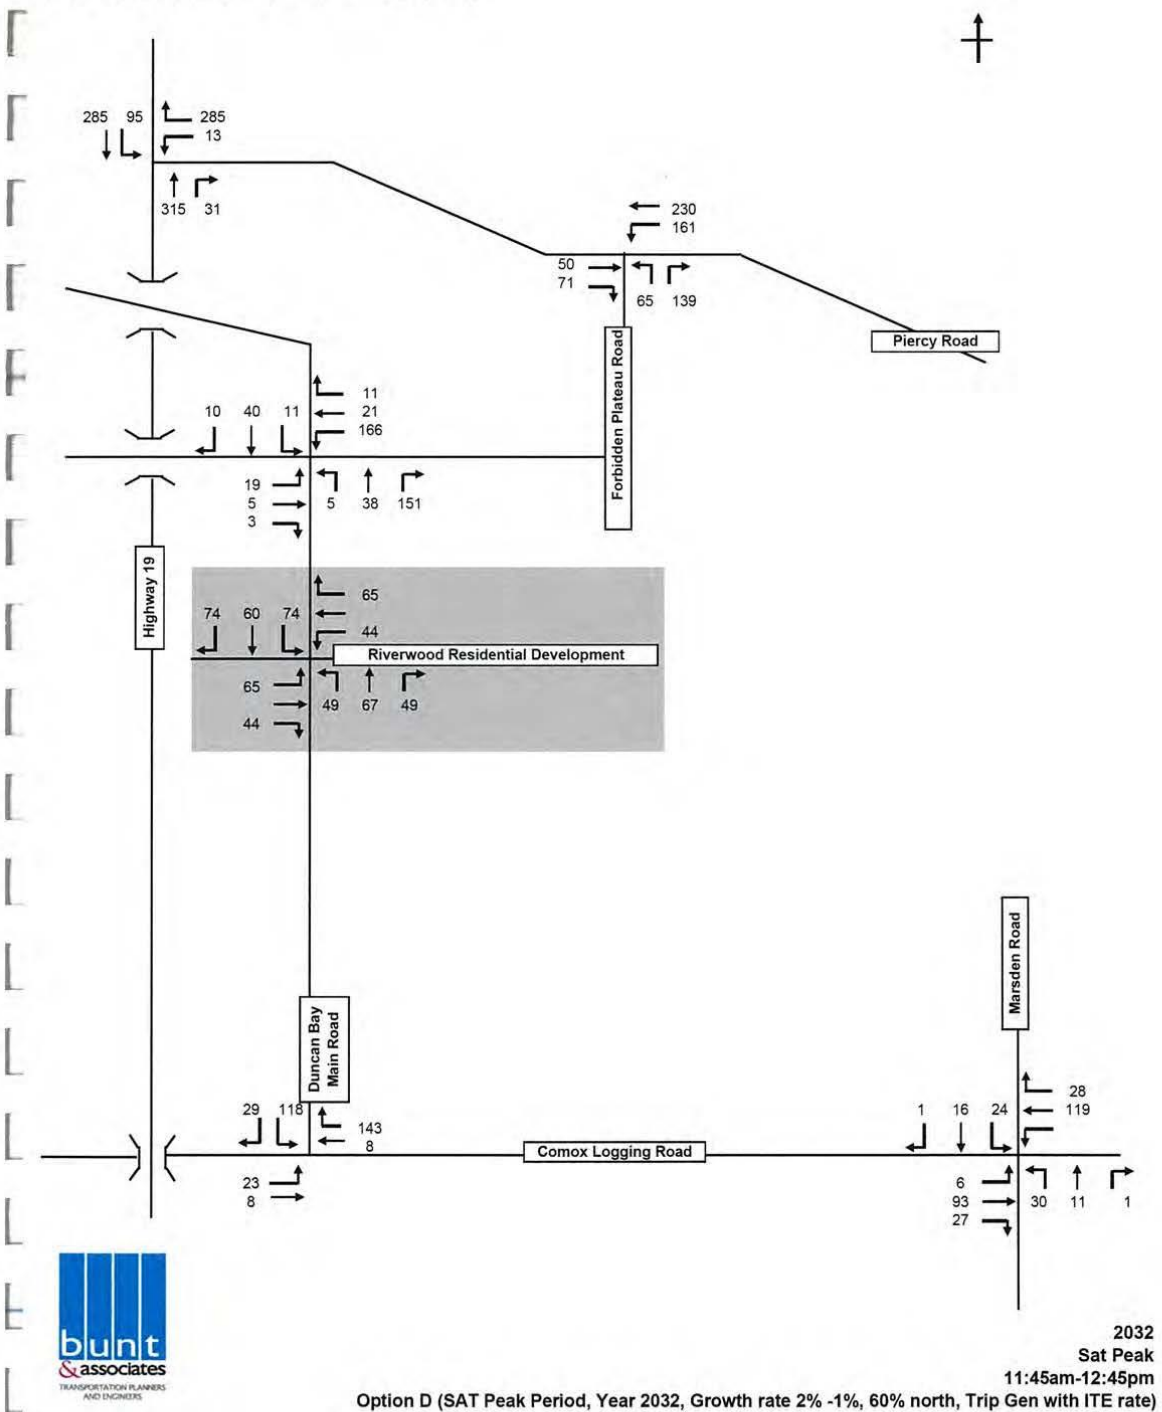 285 95 285
13
315 31
230
161
50
71
65 139
Piercy Road
Forbidden Plateau Road
11
10 40 11 21
166
19
5 5 38 151
3
Highway 19
65
74 60 74
44
Riverwood Residential Development
65
49 67 49
44
Marsden Road
Duncan Bay
Main Road
28
29 118 1 16 24 119
143
8
Comox Logging Road
23 6
8 93 30 11 1
27
bunt
& associates
TRANSPORTATION PLANNERS
AND ENGINEERS
2032
Sat Peak
11:45am-12:45pm
Option D (SAT Peak Period, Year 2032, Growth rate 2% -1%, 60% north, Trip Gen with ITE rate)